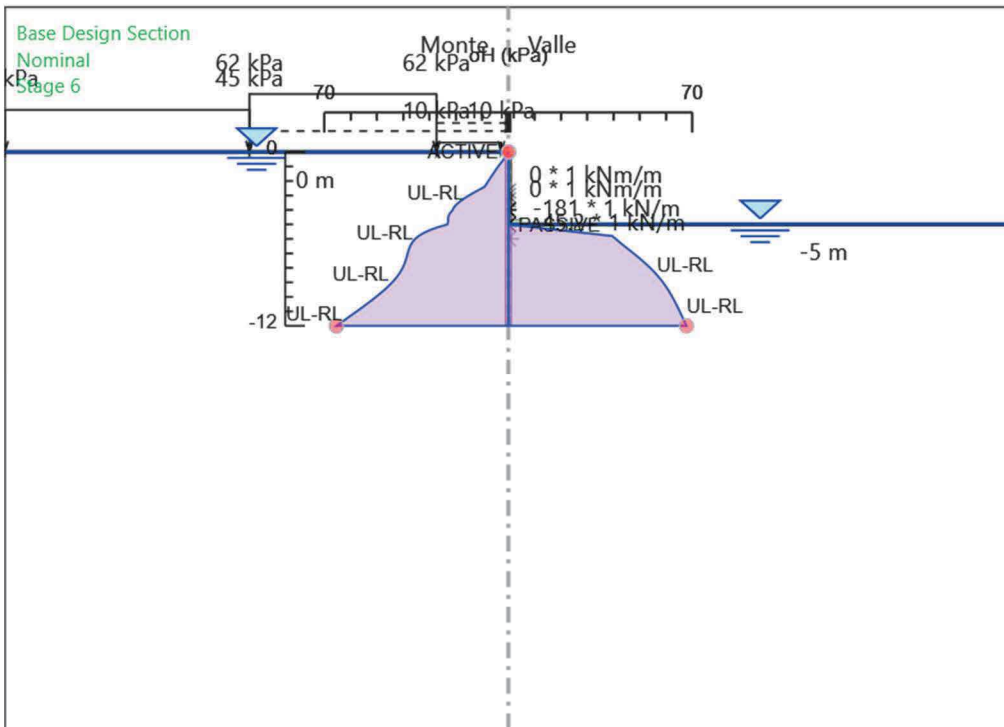 Base Design Section
Nominal
Stage 6
kPa
62 kPa
45 kPa
Monte
Valle
62 kPa
σH (kPa)
70
70
10 kPa
10 kPa
0
ACTIVE
0 m
0 * 1 kNm/m
0 * 1 kNm/m
UL-RL
-181 * 1 kN/m
* 1 kN/m
PASSIVE
UL-RL
-5 m
UL-RL
UL-RL
UL-RL
UL-RL
-12